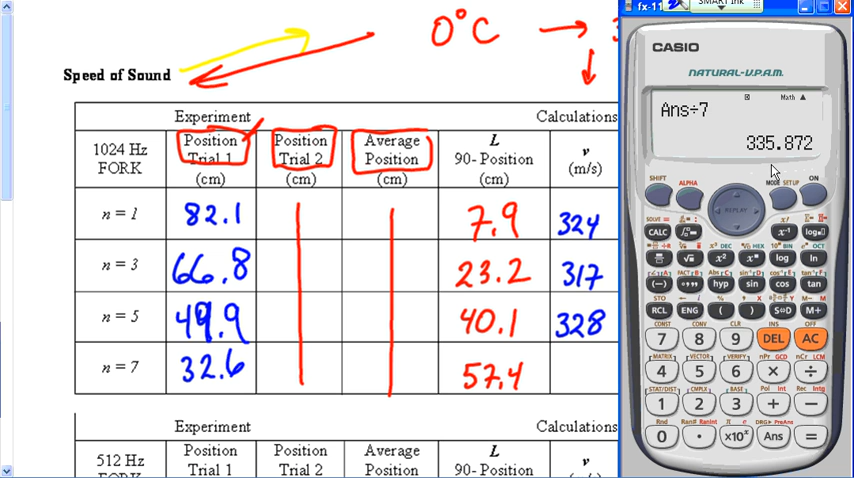 fx-11
SMART Ink
0°C →
Speed of Sound
CASIO
NATURAL-V.P.A.M.
Math ▲
Ans÷7
335.872
Experiment Calculations
1024 Hz FORK
Position Trial 1 (cm)
Position Trial 2 (cm)
Average Position (cm)
L 90- Position (cm)
v (m/s)
n = 1 82.1 7.9 324
n = 3 66.8 23.2 317
n = 5 49.9 40.1 328
n = 7 32.6 57.4
Experiment Calculations
512 Hz
Position Trial 1
Position Trial 2
Average Position
L 90- Position
v
SHIFT ALPHA MODE SETUP ON
REPLAY
CALC x² log ln
(−) hyp sin cos tan
RCL ENG ( ) S⇔D M+
7 8 9 DEL AC
4 5 6 × ÷
1 2 3 + −
0 . ×10ˣ Ans =